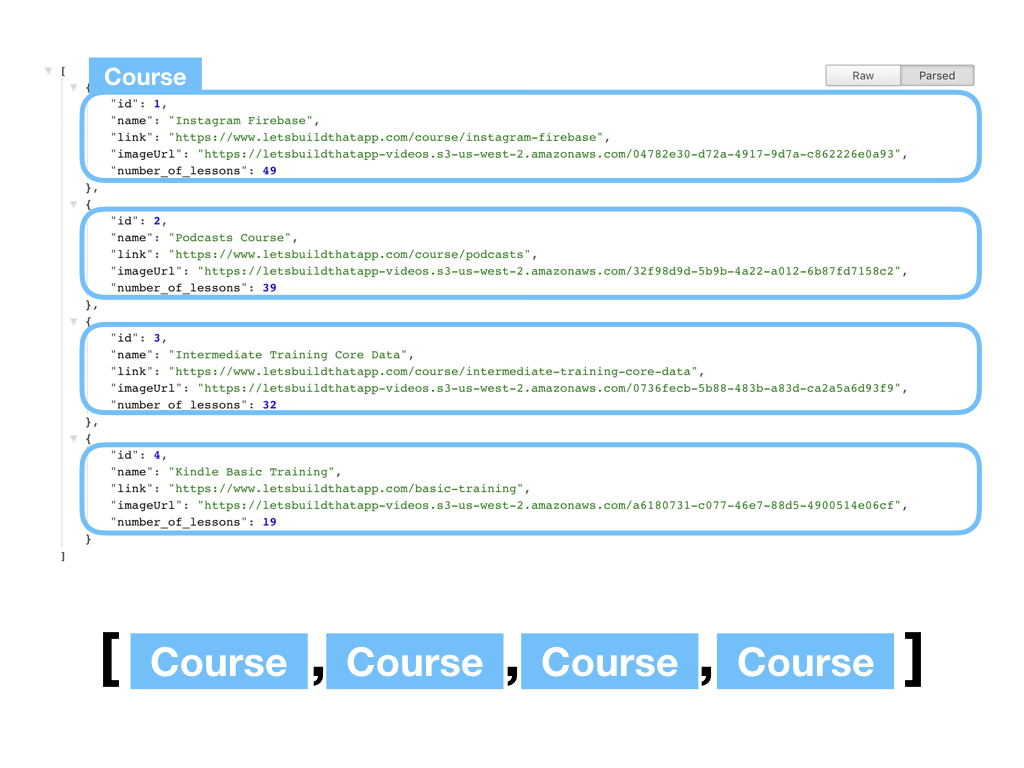 [
Course
Raw Parsed
{
"id": 1,
"name": "Instagram Firebase",
"link": "https://www.letsbuildthatapp.com/course/instagram-firebase",
"imageUrl": "https://letsbuildthatapp-videos.s3-us-west-2.amazonaws.com/04782e30-d72a-4917-9d7a-c862226e0a93",
"number_of_lessons": 49
},
{
"id": 2,
"name": "Podcasts Course",
"link": "https://www.letsbuildthatapp.com/course/podcasts",
"imageUrl": "https://letsbuildthatapp-videos.s3-us-west-2.amazonaws.com/32f98d9d-5b9b-4a22-a012-6b87fd7158c2",
"number_of_lessons": 39
},
{
"id": 3,
"name": "Intermediate Training Core Data",
"link": "https://www.letsbuildthatapp.com/course/intermediate-training-core-data",
"imageUrl": "https://letsbuildthatapp-videos.s3-us-west-2.amazonaws.com/0736fecb-5b88-483b-a83d-ca2a5a6d93f9",
"number_of_lessons": 32
},
{
"id": 4,
"name": "Kindle Basic Training",
"link": "https://www.letsbuildthatapp.com/basic-training",
"imageUrl": "https://letsbuildthatapp-videos.s3-us-west-2.amazonaws.com/a6180731-c077-46e7-88d5-4900514e06cf",
"number_of_lessons": 19
}
]
[ Course , Course , Course , Course ]